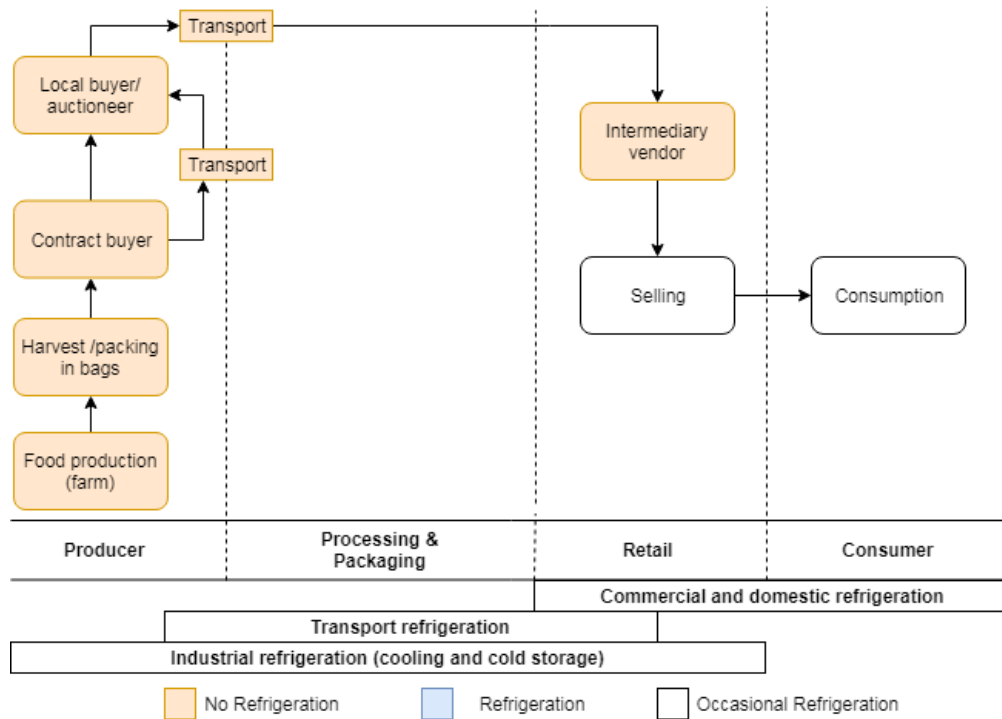 Transport
Local buyer/
auctioneer
Transport
Intermediary
vendor
Contract buyer
Selling
Consumption
Harvest /packing
in bags
Food production
(farm)
Producer
Processing &
Packaging
Retail
Consumer
Commercial and domestic refrigeration
Transport refrigeration
Industrial refrigeration (cooling and cold storage)
No Refrigeration
Refrigeration
Occasional Refrigeration